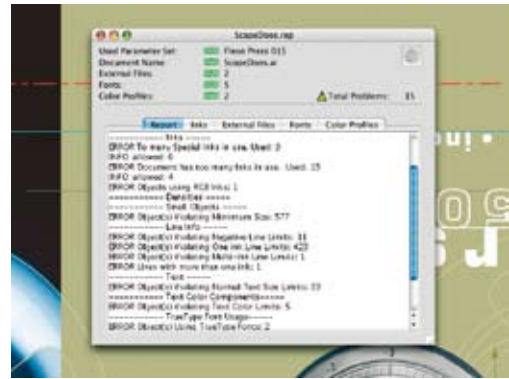 ScapeDoes.rep
Used Parameter Set: Flexo Press 015
Document Name: ScapeDoes.ai
External Files: 2
Fonts: 5
Color Profiles: 2
Total Problems: 15
Report Inks External Files Fonts Color Profiles
Inks
ERROR To many Special Inks in use. Used: 9
INFO allowed: 6
ERROR Document has too many Inks in use. Used: 15
INFO allowed: 4
ERROR Objects using RGB Inks: 1
Densities
Small Objects
ERROR Object(s) Violating Minimum Size: 577
Line Info
ERROR Object(s) Violating Negative Line Limits: 31
ERROR Object(s) Violating One ink Line Limits: 423
ERROR Object(s) Violating Multi-ink Line Limits: 1
ERROR Lines with more than one ink: 1
Text
ERROR Object(s) Violating Normal Text Size Limits: 33
Text Color Components
ERROR Object(s) Violating Text Color Limits: 5
TrueType Font Usage
ERROR Object(s) Using TrueType Fonts: 2